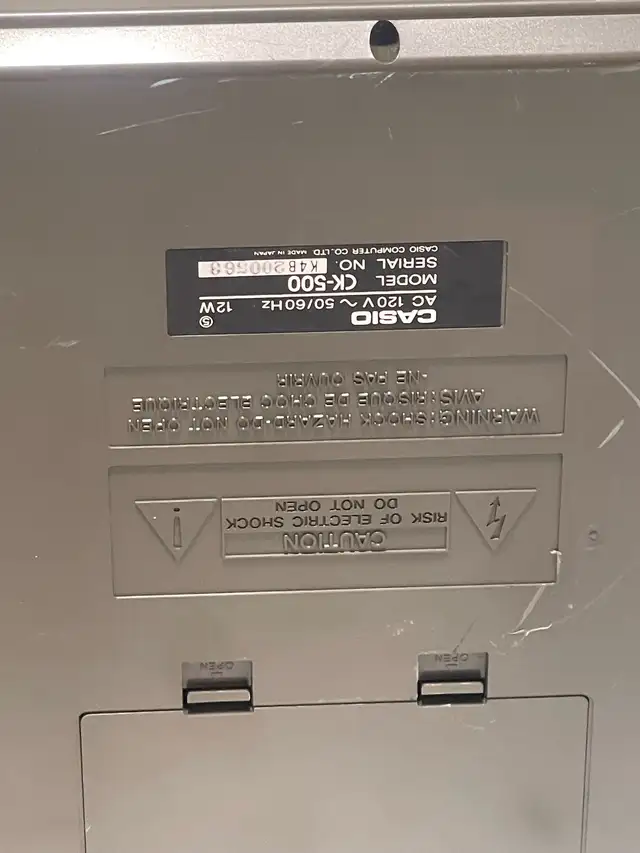 CASIO
AC 120V ~ 50/60Hz 12W Ⓢ
MODEL CK-500
SERIAL NO. K4B200563
CASIO COMPUTER CO.,LTD. MADE IN JAPAN
WARNING:SHOCK HAZARD-DO NOT OPEN
AVIS:RISQUE DE CHOC ELECTRIQUE
-NE PAS OUVRIR
CAUTION
RISK OF ELECTRIC SHOCK
DO NOT OPEN
OPEN
OPEN